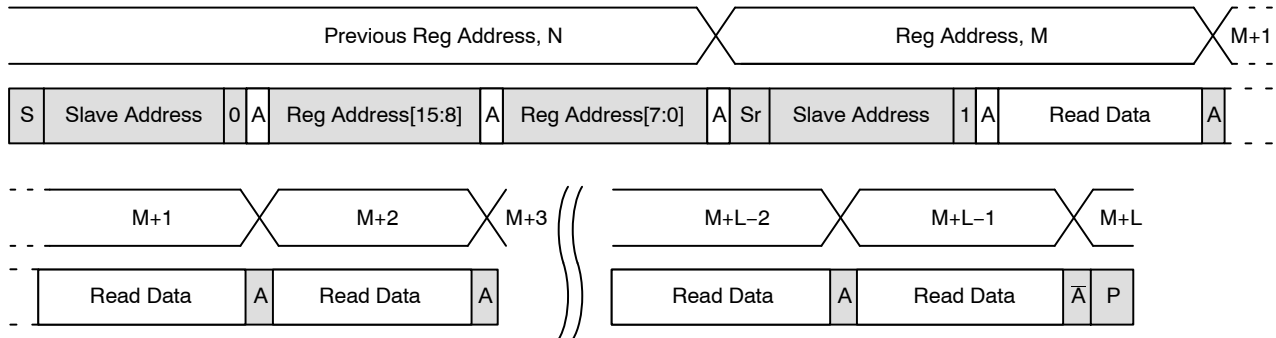 Previous Reg Address, N Reg Address, M M+1
S Slave Address 0 A Reg Address[15:8] A Reg Address[7:0] A Sr Slave Address 1 A Read Data A
M+1 M+2 M+3 M+L−2 M+L−1 M+L
Read Data A Read Data A Read Data A Read Data A̅ P